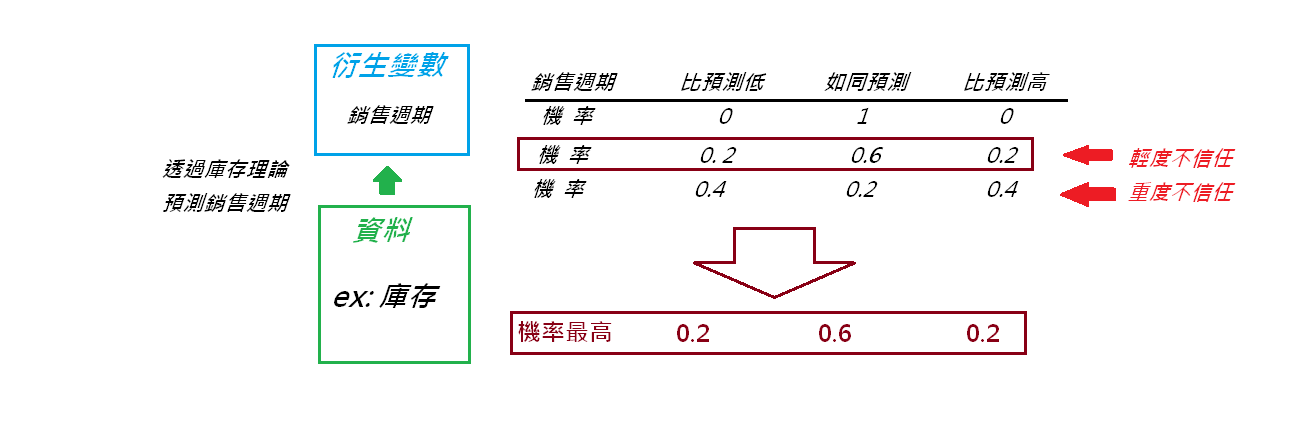 衍生變數
銷售週期
透過庫存理論
預測銷售週期
資料
ex: 庫存
銷售週期 比預測低 如同預測 比預測高
機 率 0 1 0
機 率 0.2 0.6 0.2 輕度不信任
機 率 0.4 0.2 0.4 重度不信任
機率最高 0.2 0.6 0.2